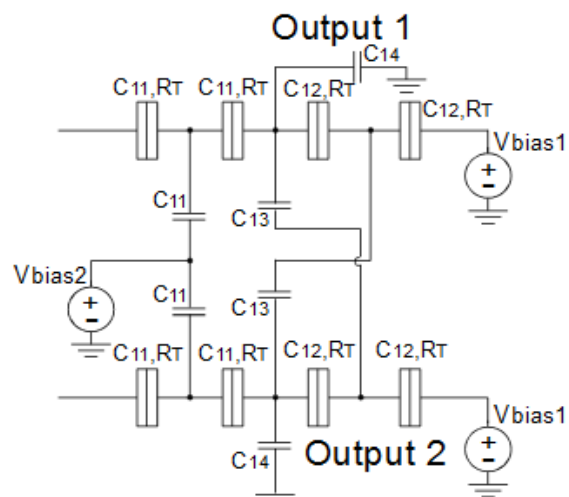 Output 1
C14
C11,RT C11,RT C12,RT C12,RT
Vbias1
+
-
C11
C13
Vbias2
+
-
C11
C13
C11,RT C11,RT C12,RT C12,RT
Vbias1
+
-
C14
Output 2